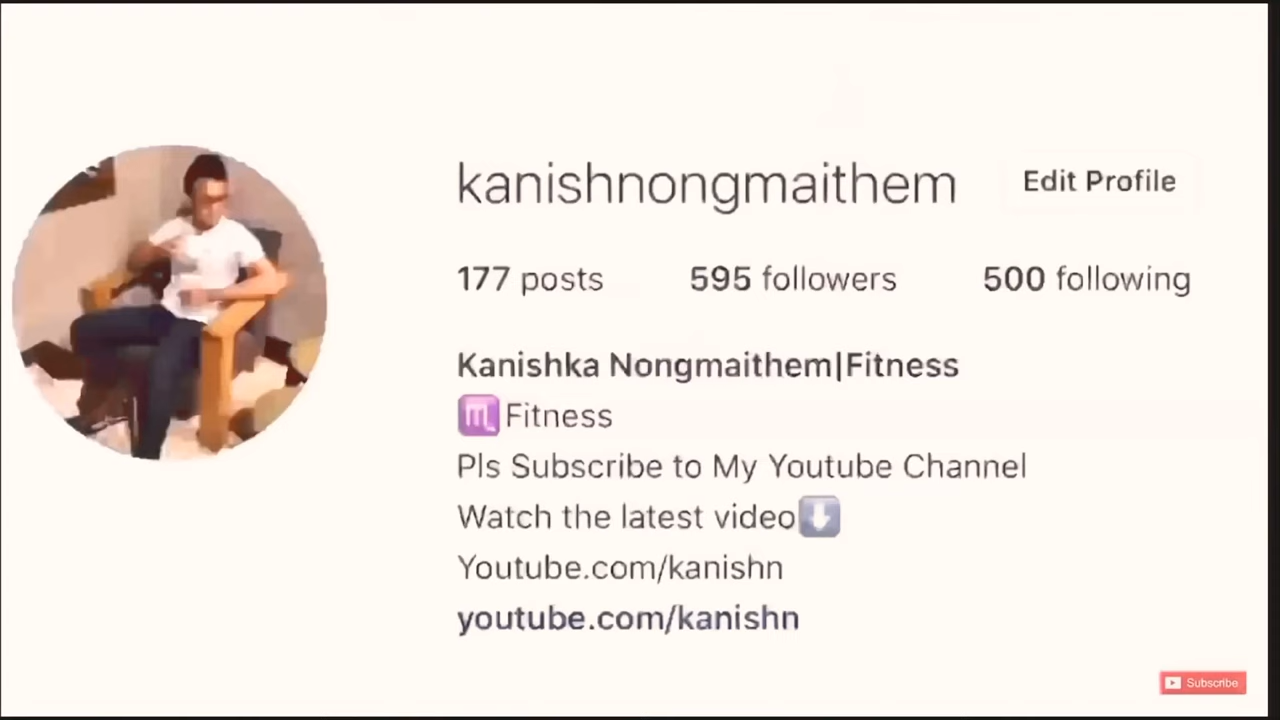 kanishnongmaithem Edit Profile
177 posts 595 followers 500 following
Kanishka Nongmaithem|Fitness
♏Fitness
Pls Subscribe to My Youtube Channel
Watch the latest video⬇️
Youtube.com/kanishn
youtube.com/kanishn
Subscribe